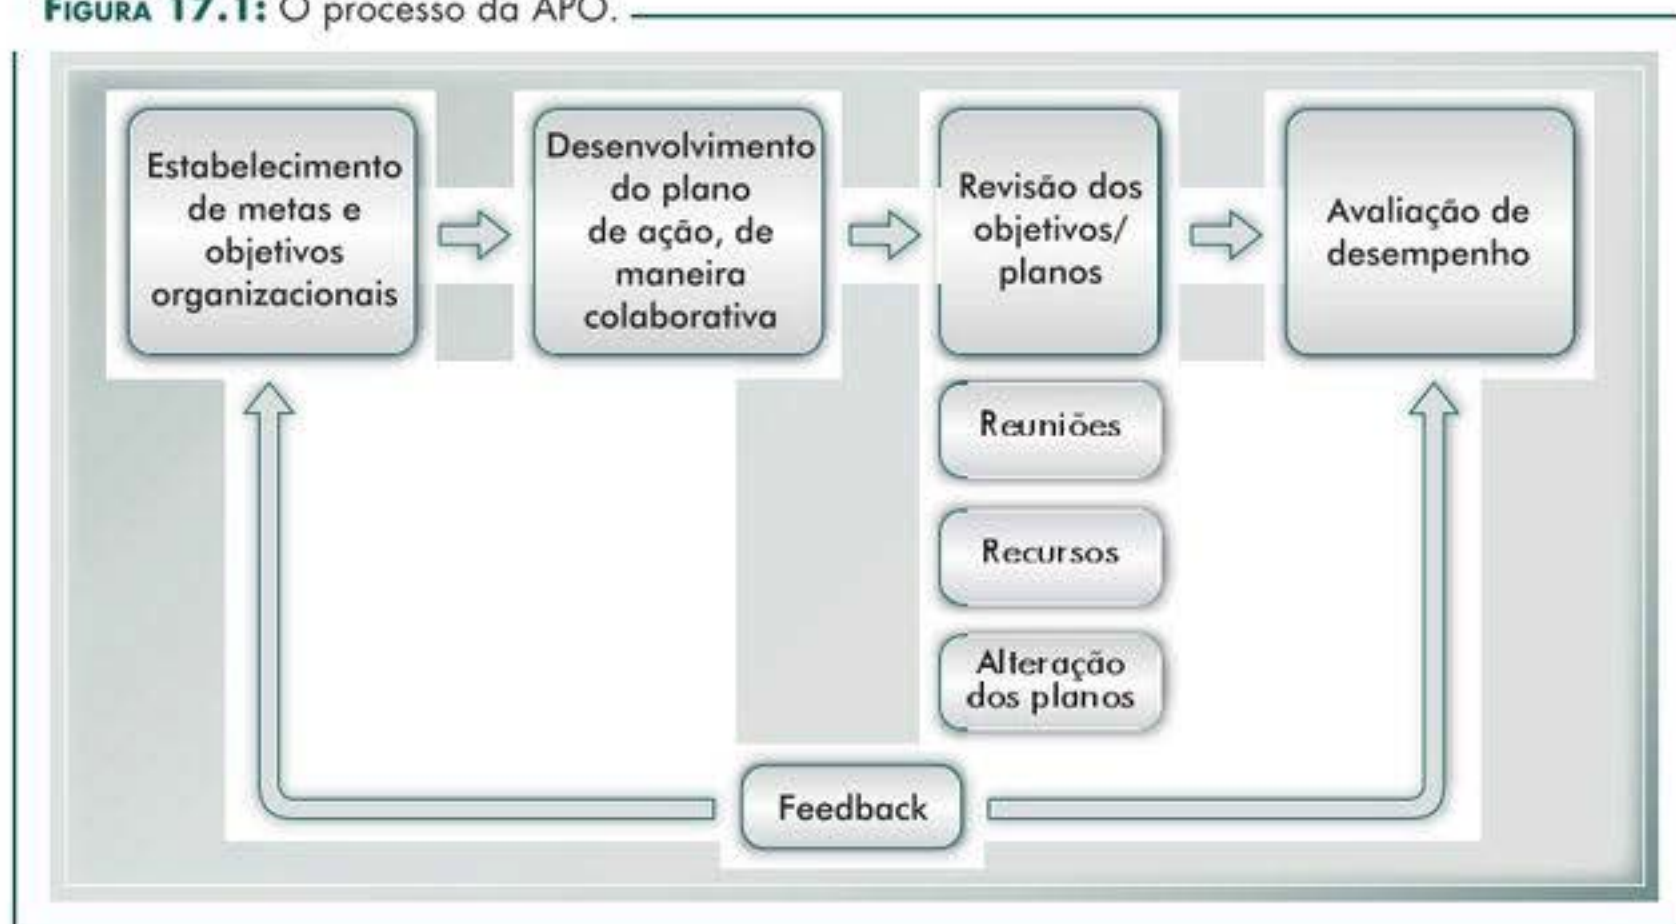 FIGURA 17.1: O processo da APO.
Estabelecimento
de metas e
objetivos
organizacionais
Desenvolvimento
do plano
de ação, de
maneira
colaborativa
Revisão dos
objetivos/
planos
Avaliação de
desempenho
Reuniões
Recursos
Alteração
dos planos
Feedback